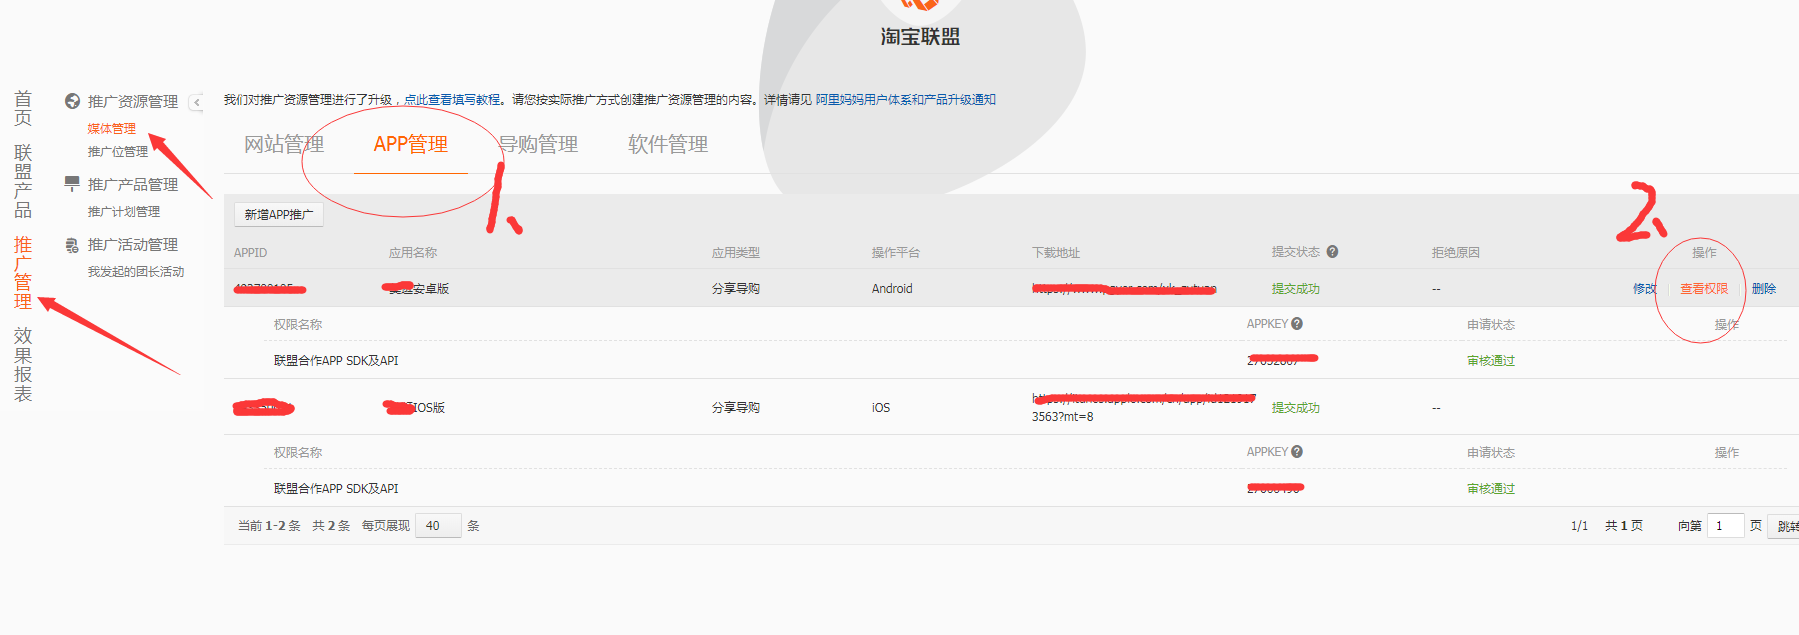 淘宝联盟
首页
联盟产品
推广管理
效果报表
推广资源管理
媒体管理
推广位管理
推广产品管理
推广计划管理
推广活动管理
我发起的团长活动
我们对推广资源管理进行了升级，点此查看填写教程。请您按实际推广方式创建推广资源管理的内容。详情请见 阿里妈妈用户体系和产品升级通知
网站管理 APP管理 导购管理 软件管理
1、
2、
新增APP推广
APPID 应用名称 应用类型 操作平台 下载地址 提交状态 ? 拒绝原因 操作
安卓版 分享导购 Android 提交成功 -- 修改 查看权限 删除
权限名称 APPKEY ? 申请状态 操作
联盟合作APP SDK及API 审核通过
IOS版 分享导购 iOS 提交成功 --
3563?mt=8
权限名称 APPKEY ? 申请状态 操作
联盟合作APP SDK及API 审核通过
当前 1-2 条 共 2 条 每页展现 40 条 1/1 共 1 页 向第 1 页 跳转